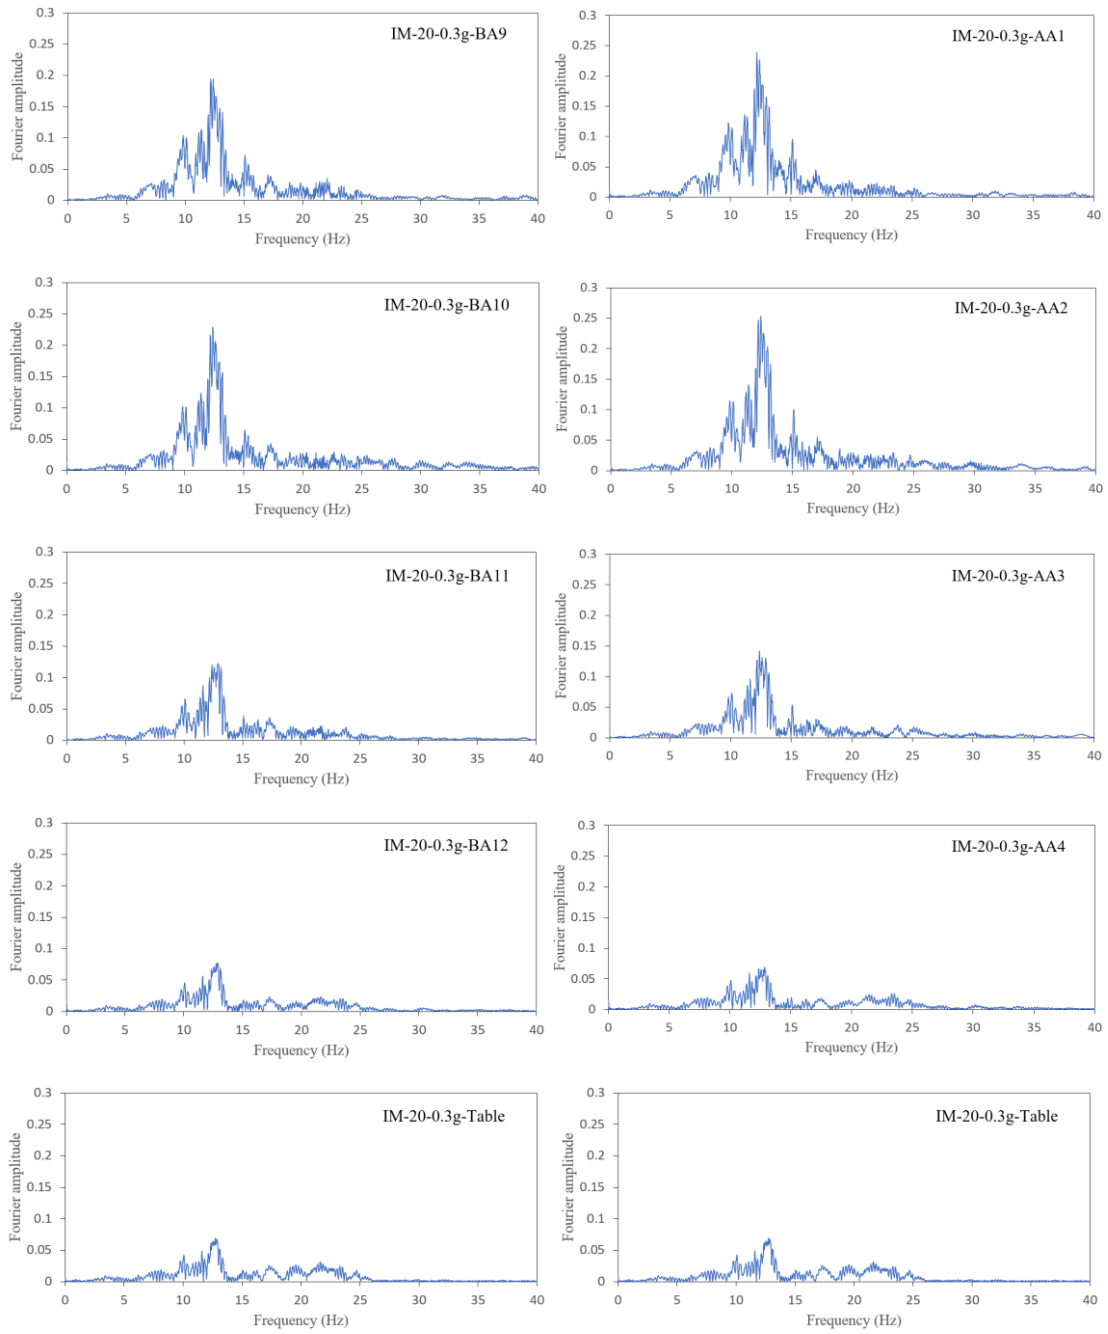 IM-20-0.3g-BA9
Fourier amplitude
0.3
0.25
0.2
0.15
0.1
0.05
0
0 5 10 15 20 25 30 35 40
Frequency (Hz)
IM-20-0.3g-AA1
Fourier amplitude
0.3
0.25
0.2
0.15
0.1
0.05
0
0 5 10 15 20 25 30 35 40
Frequency (Hz)
IM-20-0.3g-BA10
Fourier amplitude
0.3
0.25
0.2
0.15
0.1
0.05
0
0 5 10 15 20 25 30 35 40
Frequency (Hz)
IM-20-0.3g-AA2
Fourier amplitude
0.3
0.25
0.2
0.15
0.1
0.05
0
0 5 10 15 20 25 30 35 40
Frequency (Hz)
IM-20-0.3g-BA11
Fourier amplitude
0.3
0.25
0.2
0.15
0.1
0.05
0
0 5 10 15 20 25 30 35 40
Frequency (Hz)
IM-20-0.3g-AA3
Fourier amplitude
0.3
0.25
0.2
0.15
0.1
0.05
0
0 5 10 15 20 25 30 35 40
Frequency (Hz)
IM-20-0.3g-BA12
Fourier amplitude
0.3
0.25
0.2
0.15
0.1
0.05
0
0 5 10 15 20 25 30 35 40
Frequency (Hz)
IM-20-0.3g-AA4
Fourier amplitude
0.3
0.25
0.2
0.15
0.1
0.05
0
0 5 10 15 20 25 30 35 40
Frequency (Hz)
IM-20-0.3g-Table
Fourier amplitude
0.3
0.25
0.2
0.15
0.1
0.05
0
0 5 10 15 20 25 30 35 40
Frequency (Hz)
IM-20-0.3g-Table
Fourier amplitude
0.3
0.25
0.2
0.15
0.1
0.05
0
0 5 10 15 20 25 30 35 40
Frequency (Hz)